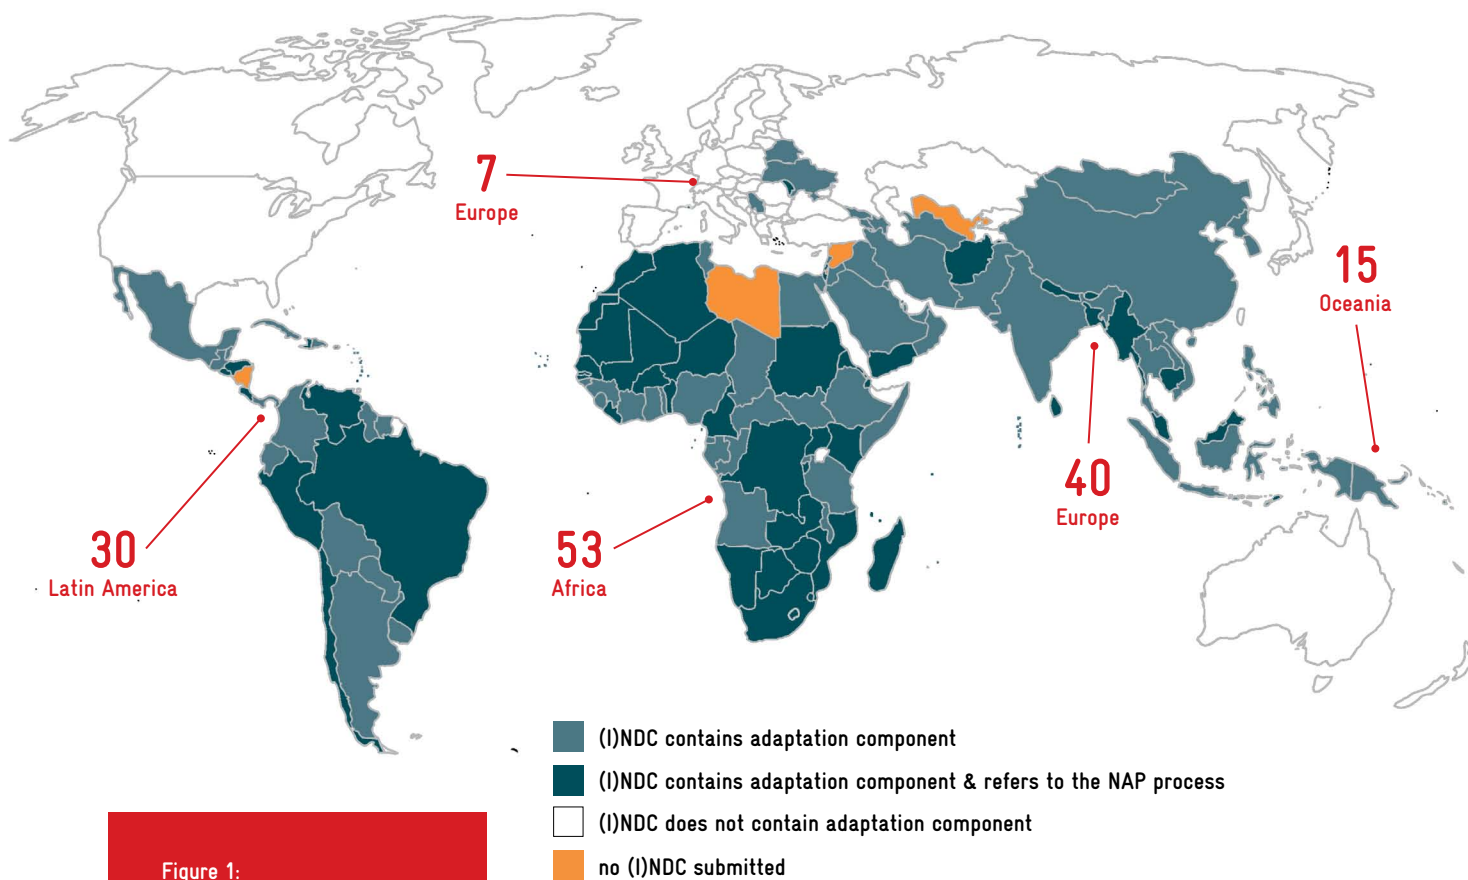 7
Europe
15
Oceania
40
Europe
30
Latin America
53
Africa
(I)NDC contains adaptation component
(I)NDC contains adaptation component & refers to the NAP process
(I)NDC does not contain adaptation component
no (I)NDC submitted
Figure 1: